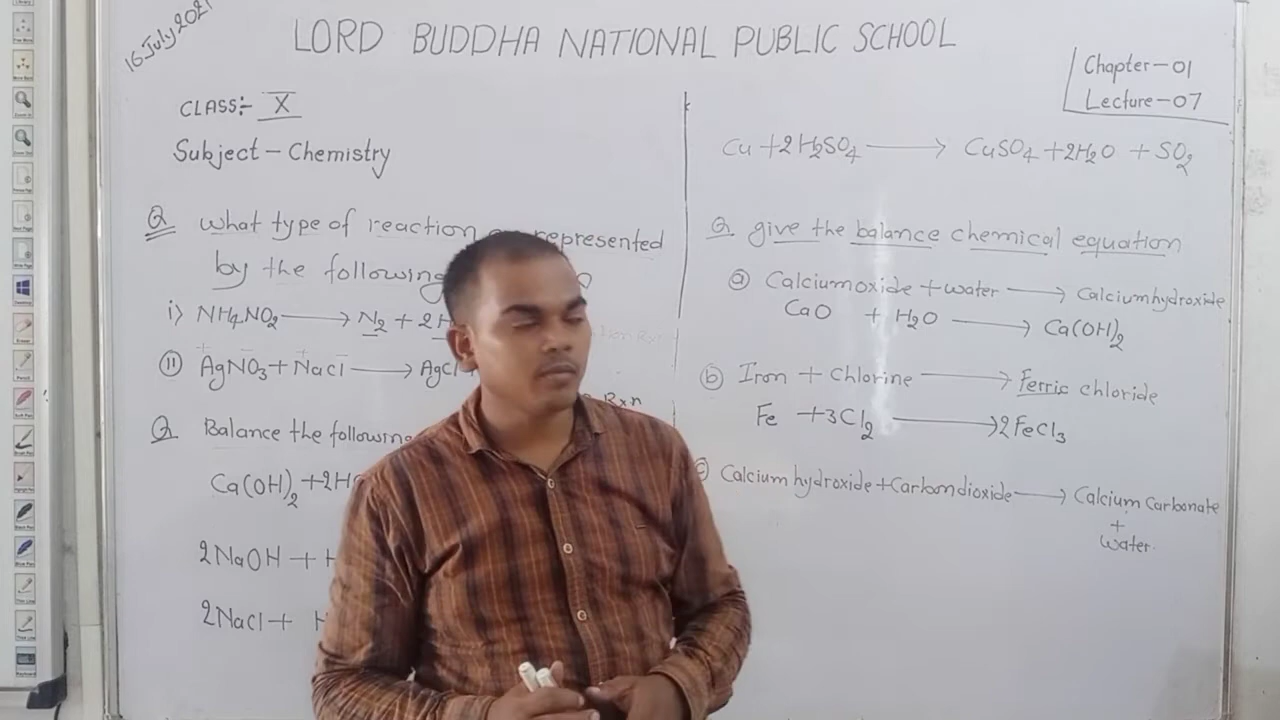 16 July 2021
LORD BUDDHA NATIONAL PUBLIC SCHOOL
Chapter-01
Lecture-07
CLASS:- X
Subject - Chemistry
Q what type of reaction represented
by the following
i) NH4NO2 → N2 + 2H
(II) AgNO3 + NaCl → AgCl
Rxn
Q Balance the following
Ca(OH)2 + 2H
2NaOH +
2NaCl +
Cu + 2H2SO4 → CuSO4 + 2H2O + SO2
Q. give the balance chemical equation
(a) Calciumoxide + water → Calciumhydroxide
CaO + H2O → Ca(OH)2
(b) Iron + Chlorine → Ferric chloride
Fe + 3Cl2 → 2FeCl3
(c) Calcium hydroxide + Carbondioxide → Calcium Carbonate
+
Water.